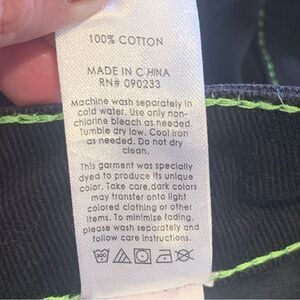 100% COTTON
MADE IN CHINA
RN# 090233
Machine wash separately in
cold water. Use only non-
chlorine bleach as needed.
Tumble dry low. Cool iron
as needed. Do not dry
clean.
This garment was specially
dyed to produce its unique
color. Take care, dark colors
may transfer onto light
colored clothing or other
items. To minimize fading,
please wash separately and
follow care instructions.